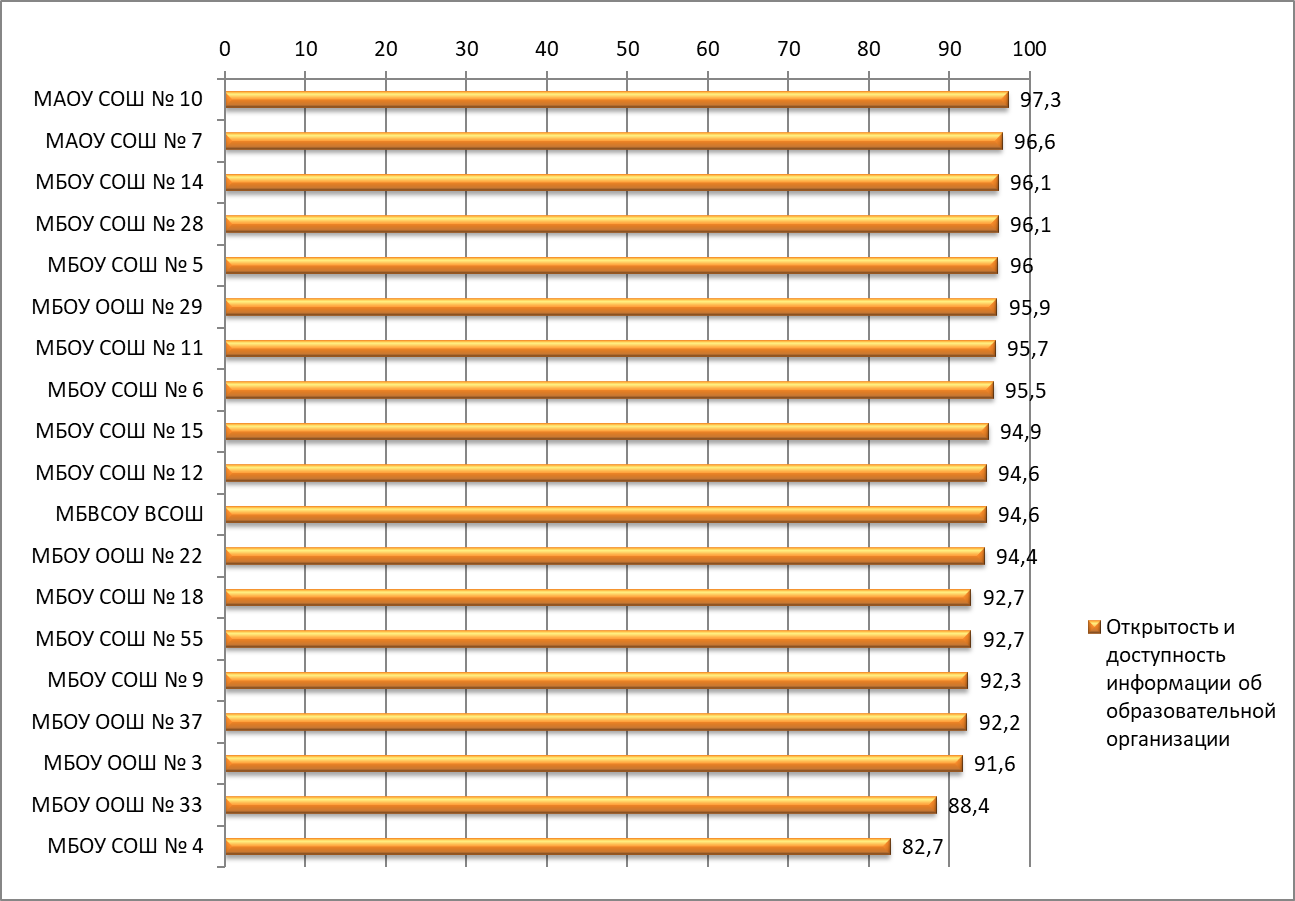 0 10 20 30 40 50 60 70 80 90 100
МАОУ СОШ № 10 97,3
МАОУ СОШ № 7 96,6
МБОУ СОШ № 14 96,1
МБОУ СОШ № 28 96,1
МБОУ СОШ № 5 96
МБОУ ООШ № 29 95,9
МБОУ СОШ № 11 95,7
МБОУ СОШ № 6 95,5
МБОУ СОШ № 15 94,9
МБОУ СОШ № 12 94,6
МБВСОУ ВСОШ 94,6
МБОУ ООШ № 22 94,4
МБОУ СОШ № 18 92,7
МБОУ СОШ № 55 92,7
МБОУ СОШ № 9 92,3
МБОУ ООШ № 37 92,2
МБОУ ООШ № 3 91,6
МБОУ ООШ № 33 88,4
МБОУ СОШ № 4 82,7
Открытость и
доступность
информации об
образовательной
организации